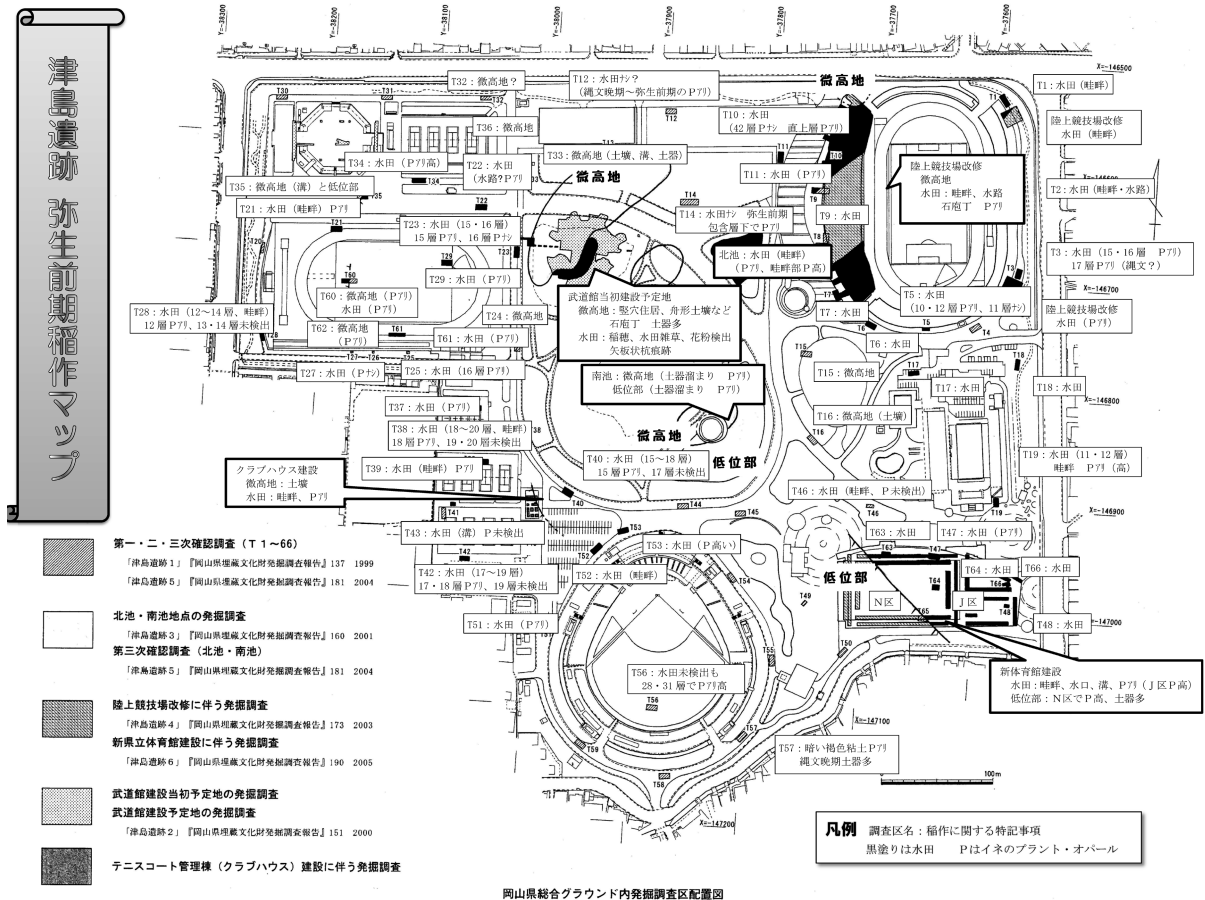 津島遺跡 弥生前期稲作マップ
Y=-38300
Y=-38200
Y=-38100
Y=-38000
Y=-37900
Y=-37800
Y=-37700
Y=-37600
X=-146500
T32：微高地？
T12：水田ﾅｼ？
(縄文晩期～弥生前期のPｱﾘ)
微高地
T1：水田 (畦畔)
T10：水田
(42層Pﾅｼ 直上層Pｱﾘ)
陸上競技場改修
水田 (畦畔)
T36：微高地
T34：水田 (Pｱﾘ高)
T22：水田
(水路?Pｱﾘ
T33：微高地 (土壙、溝、土器)
微高地
T11：水田 (Pｱﾘ)
陸上競技場改修
微高地
水田：畦畔、水路
石庖丁 Pｱﾘ
T2：水田 (畦畔・水路)
T35：微高地 (溝) と低位部
T21：水田 (畦畔) Pｱﾘ
T23：水田 (15・16層)
15層Pｱﾘ、16層Pﾅｼ
T14：水田ﾅｼ 弥生前期
包含層下でPｱﾘ
T9：水田
北池：水田 (畦畔)
(Pｱﾘ、畦畔部P高)
T3：水田 (15・16層 Pｱﾘ)
17層Pｱﾘ (縄文？)
X=-146700
T29：水田 (Pｱﾘ)
T60：微高地 (Pｱﾘ)
水田 (Pｱﾘ)
武道館当初建設予定地
微高地：竪穴住居、舟形土壙など
石庖丁 土器多
水田：稲穂、水田雑草、花粉検出
矢板状杭痕跡
T5：水田
(10・12層Pｱﾘ、11層ﾅｼ)
T7：水田
陸上競技場改修
水田 (Pｱﾘ)
T28：水田 (12～14層、畦畔)
12層Pｱﾘ、13・14層未検出
T24：微高地
T62：微高地
(Pｱﾘ)
T61：水田 (Pｱﾘ)
T6：水田
T27：水田 (Pﾅｼ)
T25：水田 (16層Pｱﾘ)
南池：微高地 (土器溜まり Pｱﾘ)
低位部 (土器溜まり Pｱﾘ)
T15：微高地
T17：水田
T18：水田
X=-146800
T37：水田 (Pｱﾘ)
T16：微高地 (土壙)
T38：水田 (18～20層、畦畔)
18層Pｱﾘ、19・20層未検出
微高地
T39：水田 (畦畔) Pｱﾘ
T40：水田 (15～18層)
15層Pｱﾘ、17層未検出
低位部
T19：水田 (11・12層)
畦畔 Pｱﾘ (高)
クラブハウス建設
微高地：土壙
水田：畦畔、Pｱﾘ
T46：水田 (畦畔、P未検出)
X=-146900
T43：水田 (溝) P未検出
T53：水田 (P高い)
T63：水田
T47：水田 (Pｱﾘ)
T42：水田 (17～19層)
17・18層Pｱﾘ、19層未検出
T52：水田 (畦畔)
低位部
T64：水田
T66：水田
N区
J区
T51：水田 (Pｱﾘ)
T48：水田
X=-147000
T56：水田未検出も
28・31層でPｱﾘ高
新体育館建設
水田：畦畔、水口、溝、Pｱﾘ (J区P高)
低位部：N区でP高、土器多
X=-147100
T57：暗い褐色粘土Pｱﾘ
縄文晩期土器多
100m
X=-147200
第一・二・三次確認調査 (T1～66)
「津島遺跡1」『岡山県埋蔵文化財発掘調査報告』137 1999
「津島遺跡5」『岡山県埋蔵文化財発掘調査報告』181 2004
北池・南池地点の発掘調査
「津島遺跡3」『岡山県埋蔵文化財発掘調査報告』160 2001
第三次確認調査 (北池・南池)
「津島遺跡5」『岡山県埋蔵文化財発掘調査報告』181 2004
陸上競技場改修に伴う発掘調査
「津島遺跡4」『岡山県埋蔵文化財発掘調査報告』173 2003
新県立体育館建設に伴う発掘調査
「津島遺跡6」『岡山県埋蔵文化財発掘調査報告』190 2005
武道館建設当初予定地の発掘調査
武道館建設予定地の発掘調査
「津島遺跡2」『岡山県埋蔵文化財発掘調査報告』151 2000
テニスコート管理棟 (クラブハウス) 建設に伴う発掘調査
凡例 調査区名：稲作に関する特記事項
黒塗りは水田 Pはイネのプラント・オパール
岡山県総合グラウンド内発掘調査区配置図